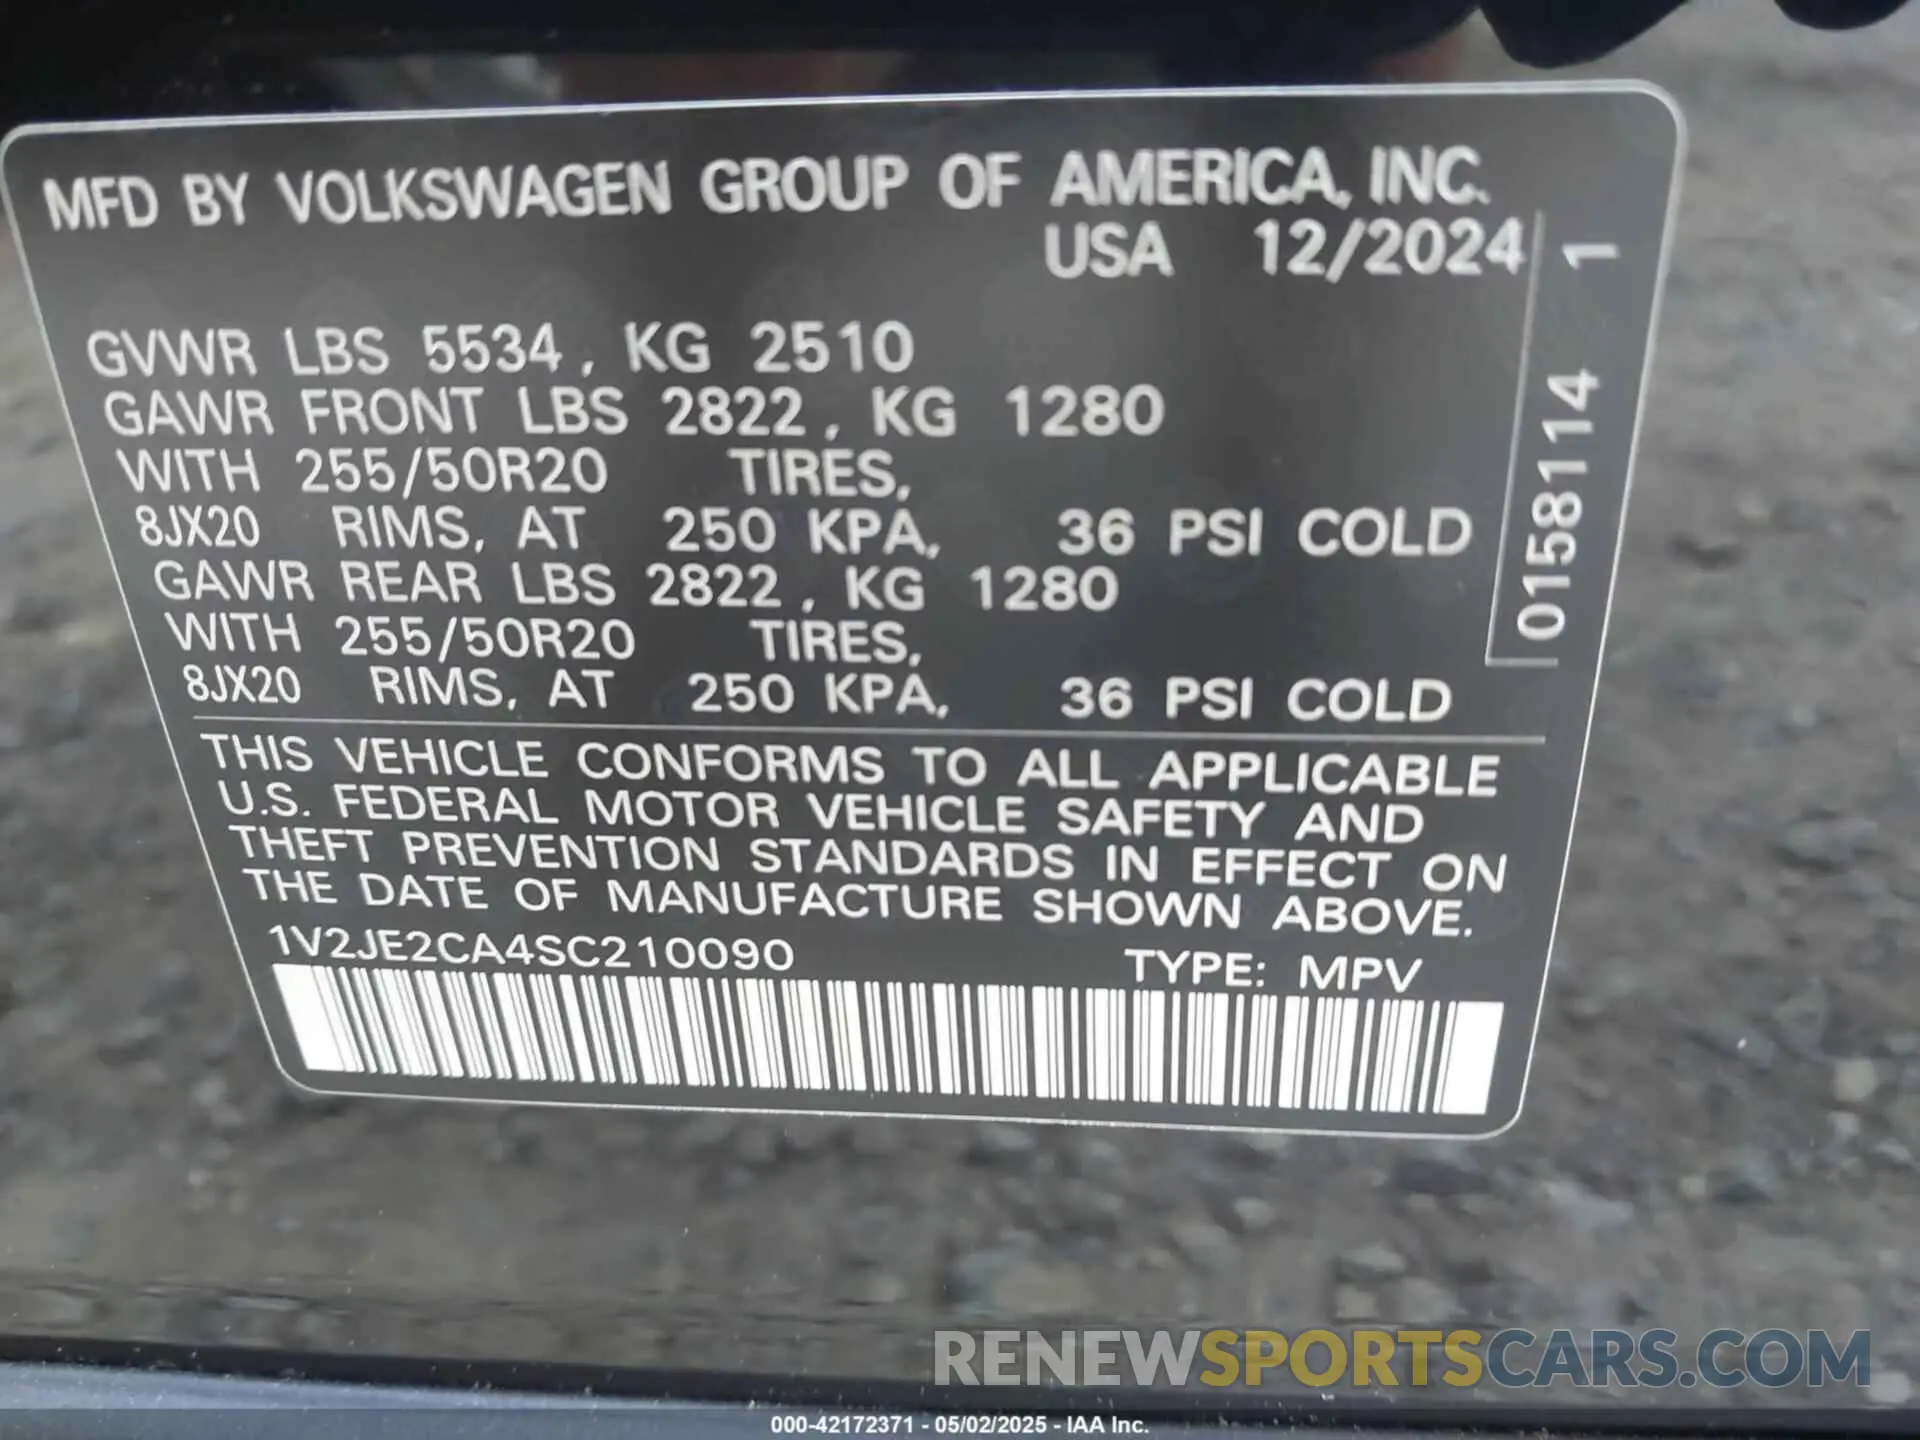 MFD BY VOLKSWAGEN GROUP OF AMERICA, INC.
USA 12/2024
GVWR LBS 5534, KG 2510
GAWR FRONT LBS 2822, KG 1280
WITH 255/50R20 TIRES,
8JX20 RIMS, AT 250 KPA, 36 PSI COLD
GAWR REAR LBS 2822, KG 1280
WITH 255/50R20 TIRES,
8JX20 RIMS, AT 250 KPA, 36 PSI COLD
0158114 1
THIS VEHICLE CONFORMS TO ALL APPLICABLE
U.S. FEDERAL MOTOR VEHICLE SAFETY AND
THEFT PREVENTION STANDARDS IN EFFECT ON
THE DATE OF MANUFACTURE SHOWN ABOVE.
1V2JE2CA4SC210090 TYPE: MPV
RENEWSPORTSCARS.COM
000-42172371 - 05/02/2025 - IAA Inc.